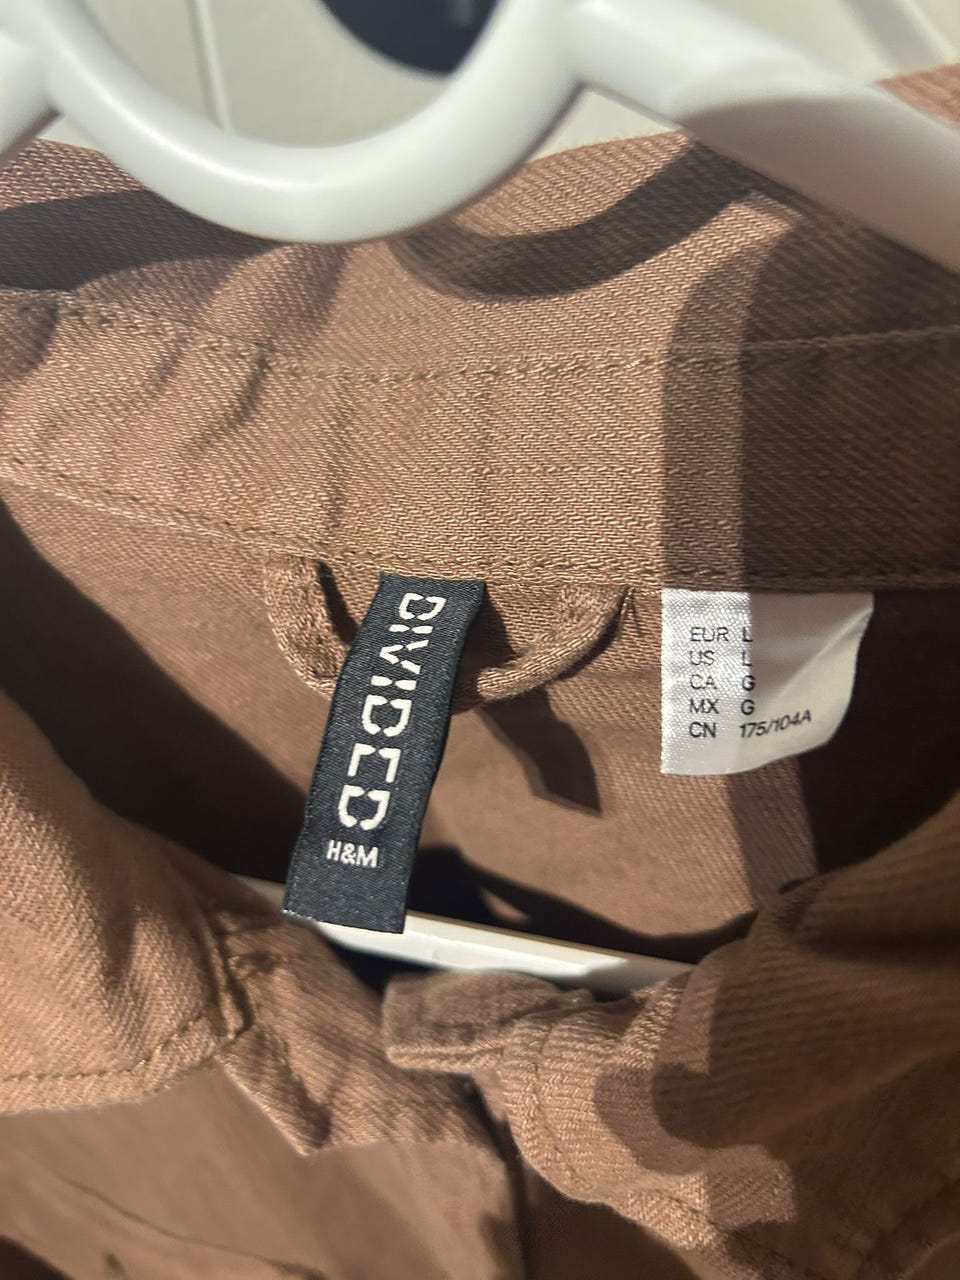 DIVIDED
H&M
EUR L
US L
CA G
MX G
CN 175/104A